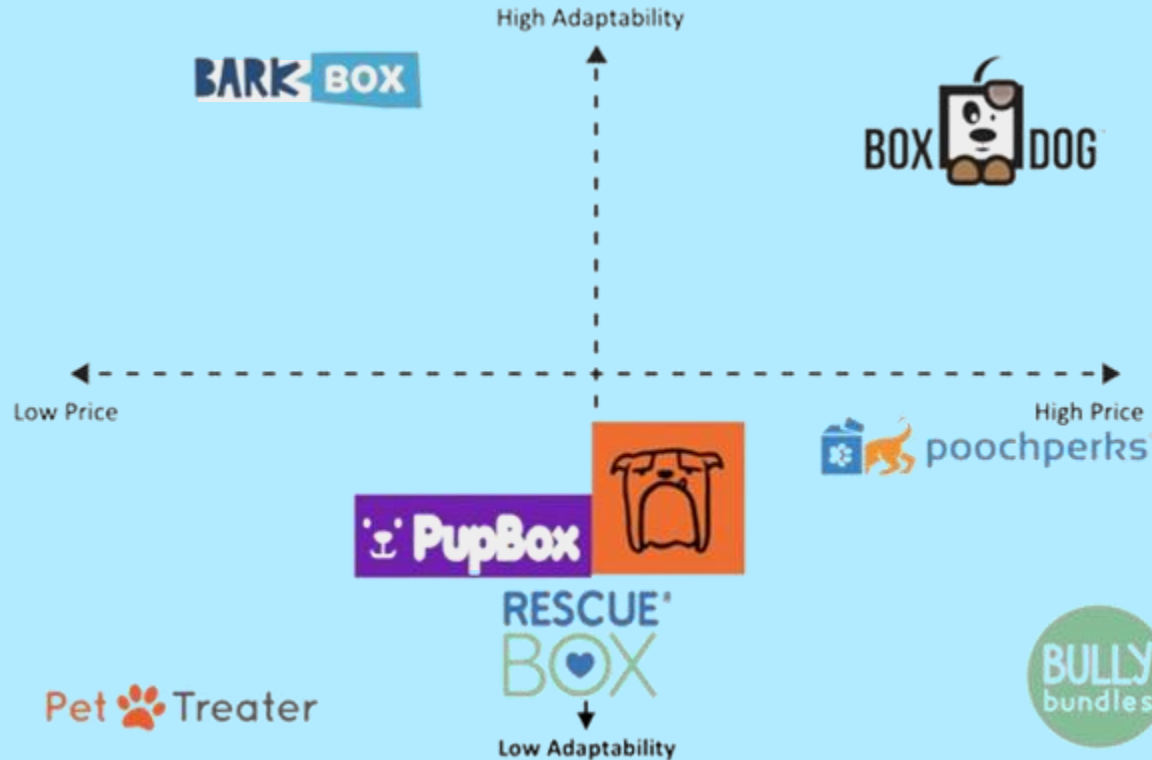 High Adaptability
BARK BOX
BOX DOG
Low Price
High Price
poochperks
PupBox
RESCUE®
BOX
Pet Treater
BULLY
bundles
Low Adaptability